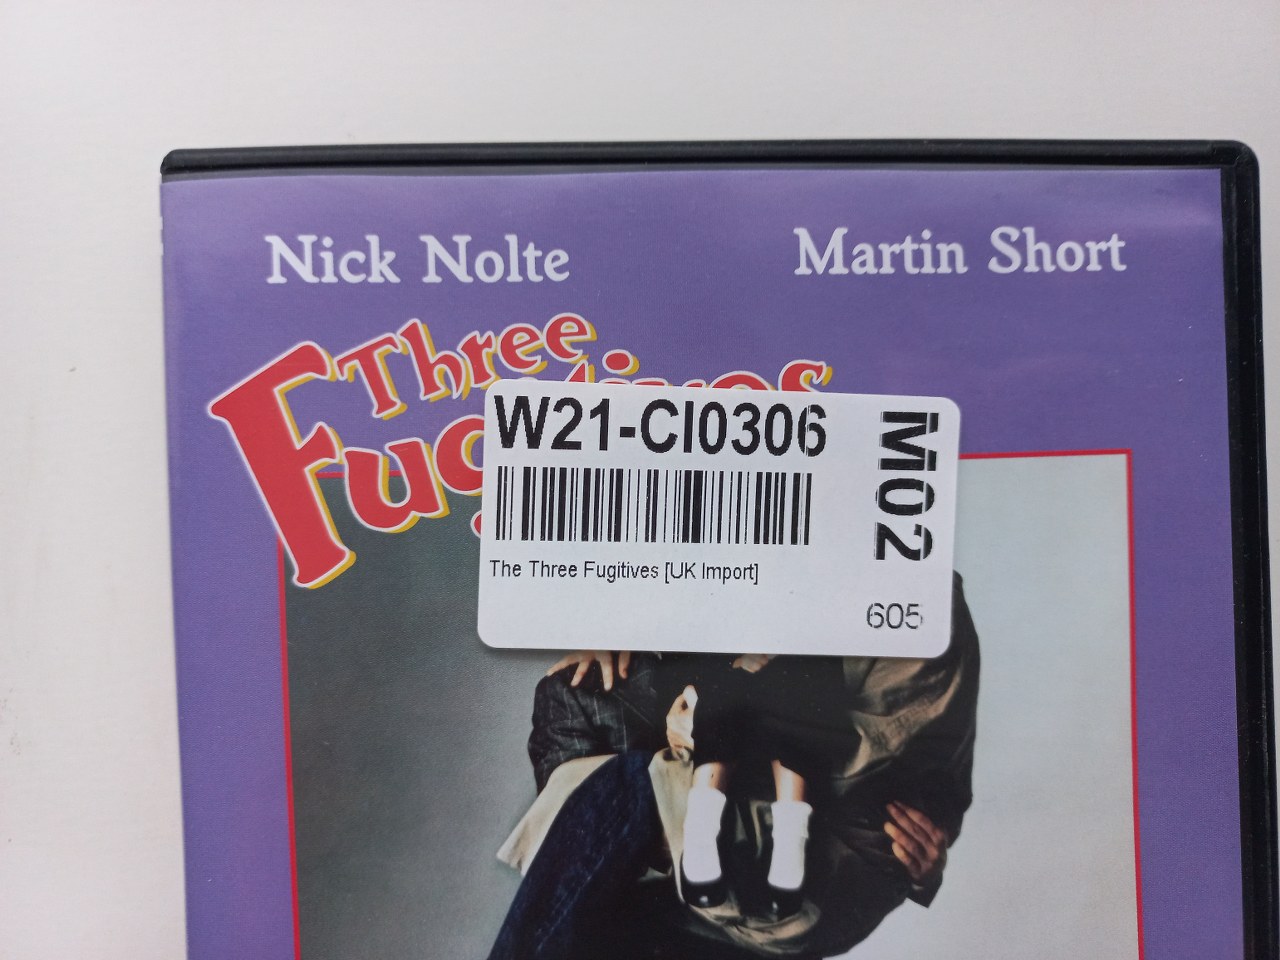 Nick Nolte
Martin Short
Three
W21-CI0306
M02
The Three Fugitives [UK Import]
605